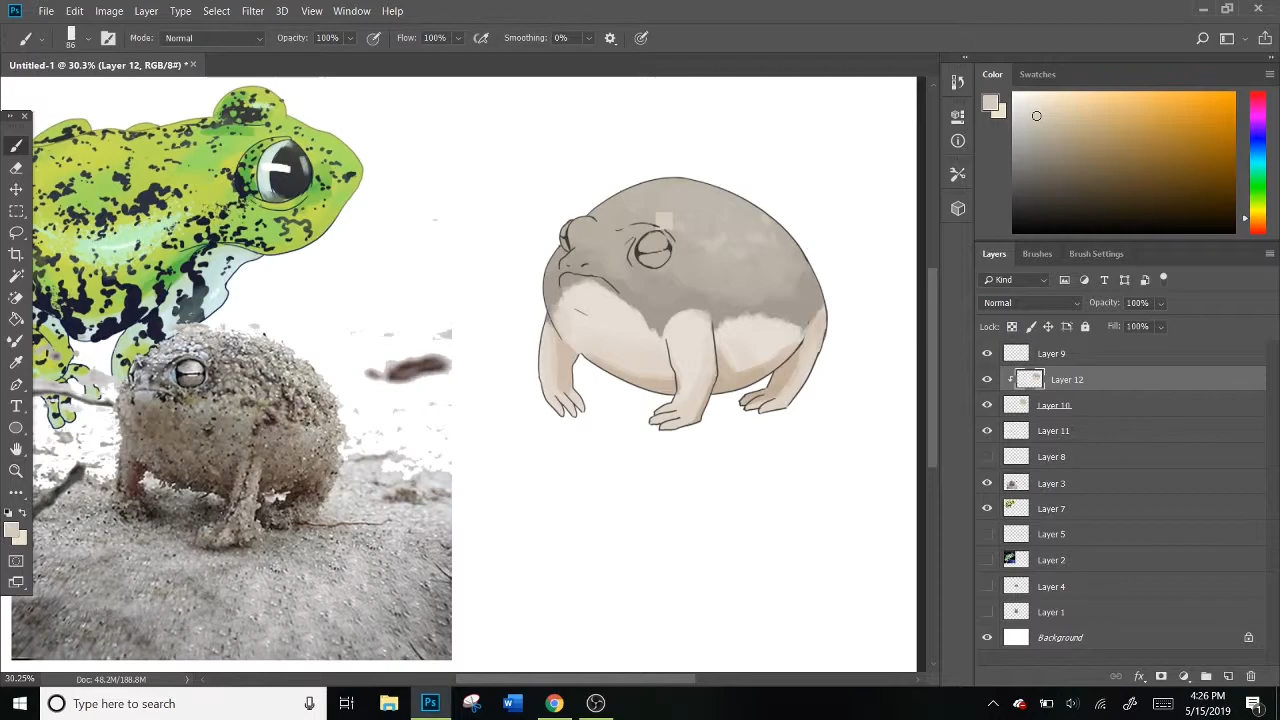 Ps File Edit Image Layer Type Select Filter 3D View Window Help
86 Mode: Normal Opacity: 100% Flow: 100% Smoothing: 0%
Untitled-1 @ 30.3% (Layer 12, RGB/8#) *
Color Swatches
Layers Brushes Brush Settings
Kind
Normal Opacity: 100%
Lock: Fill: 100%
Layer 9
Layer 12
Layer 10
Layer 11
Layer 8
Layer 3
Layer 7
Layer 5
Layer 2
Layer 4
Layer 1
Background
30.25% Doc: 48.2M/188.8M
Type here to search
Ps
4:26 PM
5/15/2019
1